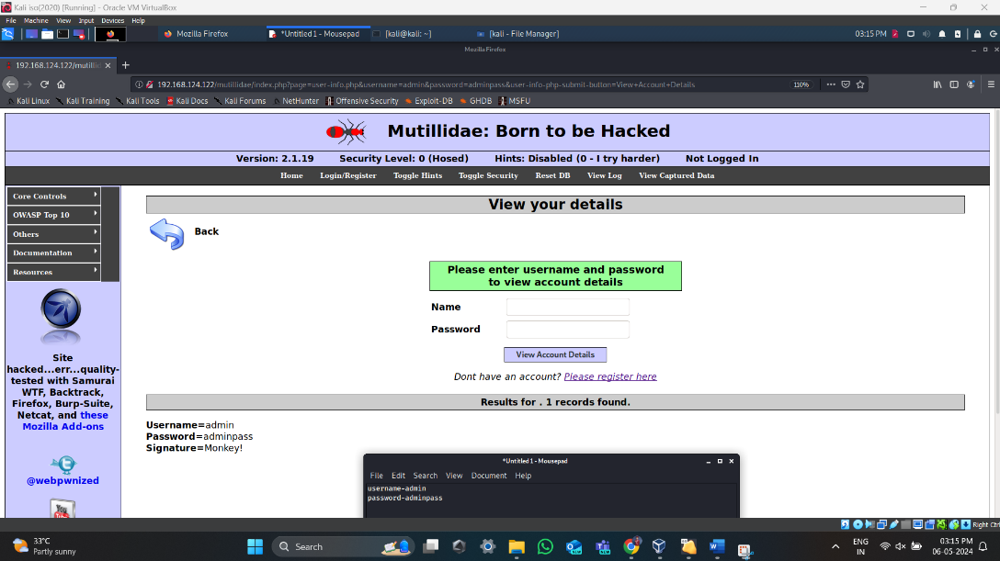 Kali iso(2020) [Running] - Oracle VM VirtualBox
File Machine View Input Devices Help
Mozilla Firefox
*Untitled 1 - Mousepad
[kali@kali: ~]
[kali - File Manager]
03:15 PM
Mozilla Firefox
192.168.124.122/mutillid
192.168.124.122/mutillidae/index.php?page=user-info.php&username=admin&password=adminpass&user-info-php-submit-button=View+Account+Details
110%
Kali Linux Kali Training Kali Tools Kali Docs Kali Forums NetHunter Offensive Security Exploit-DB GHDB MSFU
Mutillidae: Born to be Hacked
Version: 2.1.19 Security Level: 0 (Hosed) Hints: Disabled (0 - I try harder) Not Logged In
Home Login/Register Toggle Hints Toggle Security Reset DB View Log View Captured Data
Core Controls
OWASP Top 10
Others
Documentation
Resources
Site
hacked...err...quality-
tested with Samurai
WTF, Backtrack,
Firefox, Burp-Suite,
Netcat, and these
Mozilla Add-ons
@webpwnized
You
View your details
Back
Please enter username and password
to view account details
Name
Password
View Account Details
Dont have an account? Please register here
Results for . 1 records found.
Username=admin
Password=adminpass
Signature=Monkey!
*Untitled 1 - Mousepad
File Edit Search View Document Help
username-admin
password-adminpass
Right Ctrl
33°C
Partly sunny
Search
ENG
IN
03:15 PM
06-05-2024